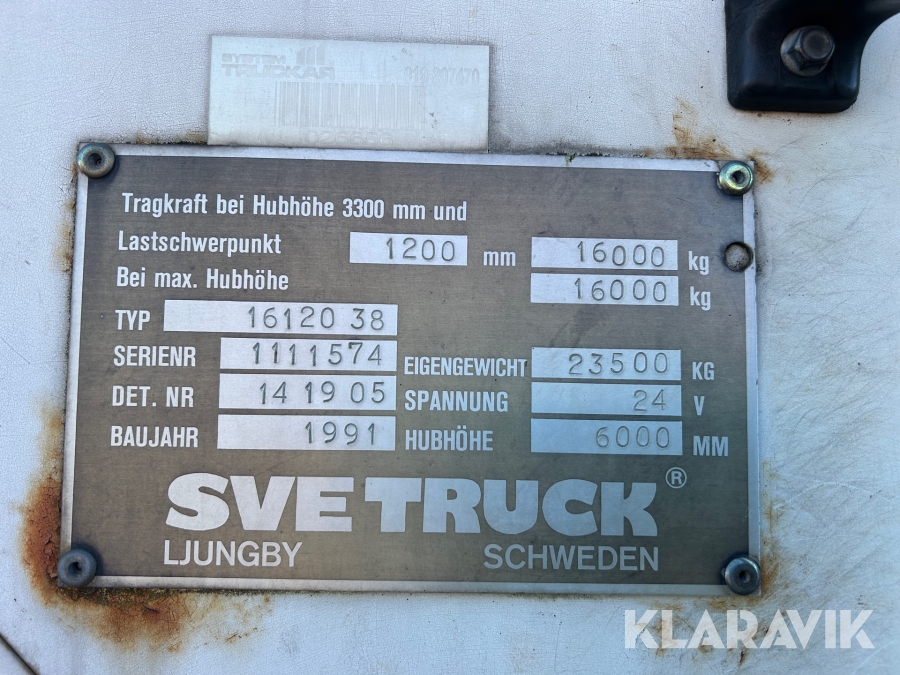 SYSTEM
TRUCKAR
Tragkraft bei Hubhöhe 3300 mm und
Lastschwerpunkt 1200 mm 16000 kg
Bei max. Hubhöhe 16000 kg
TYP 16120 38
SERIENR 1111574 EIGENGEWICHT 23500 KG
DET. NR 14 19 05 SPANNUNG 24 V
BAUJAHR 1991 HUBHÖHE 6000 MM
SVE TRUCK ®
LJUNGBY SCHWEDEN
KLARAVIK